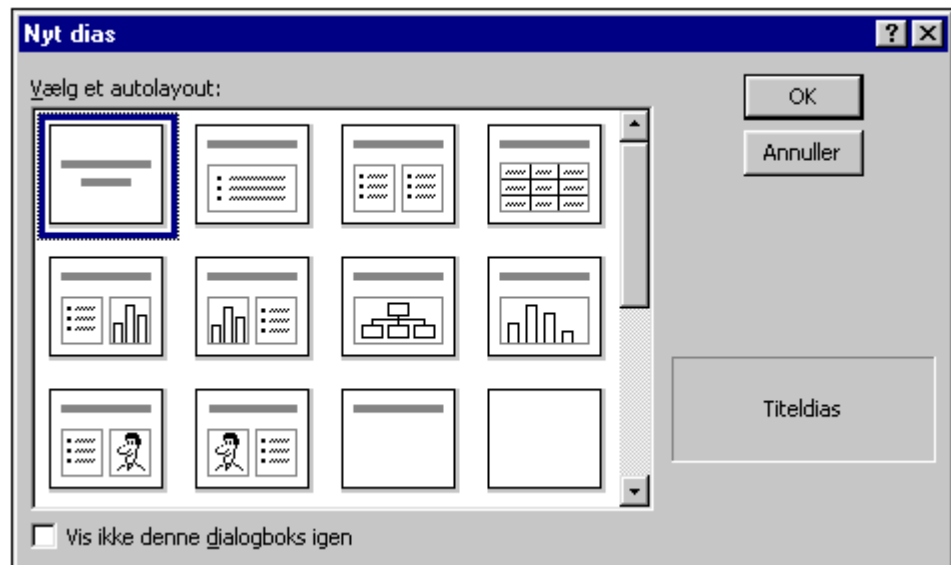 Nyt dias
Vælg et autolayout:
OK
Annuller
Titeldias
Vis ikke denne dialogboks igen